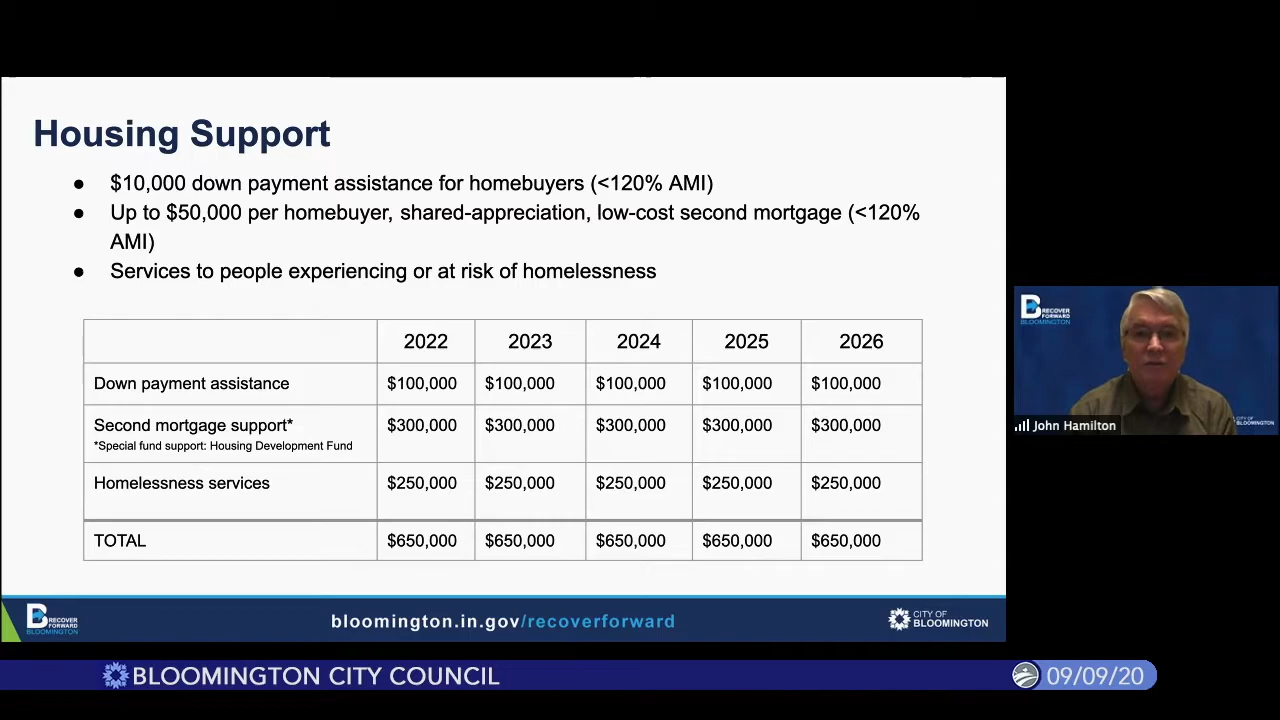 Housing Support
● $10,000 down payment assistance for homebuyers (<120% AMI)
● Up to $50,000 per homebuyer, shared-appreciation, low-cost second mortgage (<120%
AMI)
● Services to people experiencing or at risk of homelessness
2022 2023 2024 2025 2026
Down payment assistance $100,000 $100,000 $100,000 $100,000 $100,000
Second mortgage support* $300,000 $300,000 $300,000 $300,000 $300,000
*Special fund support: Housing Development Fund
Homelessness services $250,000 $250,000 $250,000 $250,000 $250,000
TOTAL $650,000 $650,000 $650,000 $650,000 $650,000
B RECOVER
FORWARD
BLOOMINGTON
bloomington.in.gov/recoverforward
CITY OF
BLOOMINGTON
B RECOVER
FORWARD
BLOOMINGTON
CITY OF
BLOOMINGTON
John Hamilton
BLOOMINGTON CITY COUNCIL
09/09/20